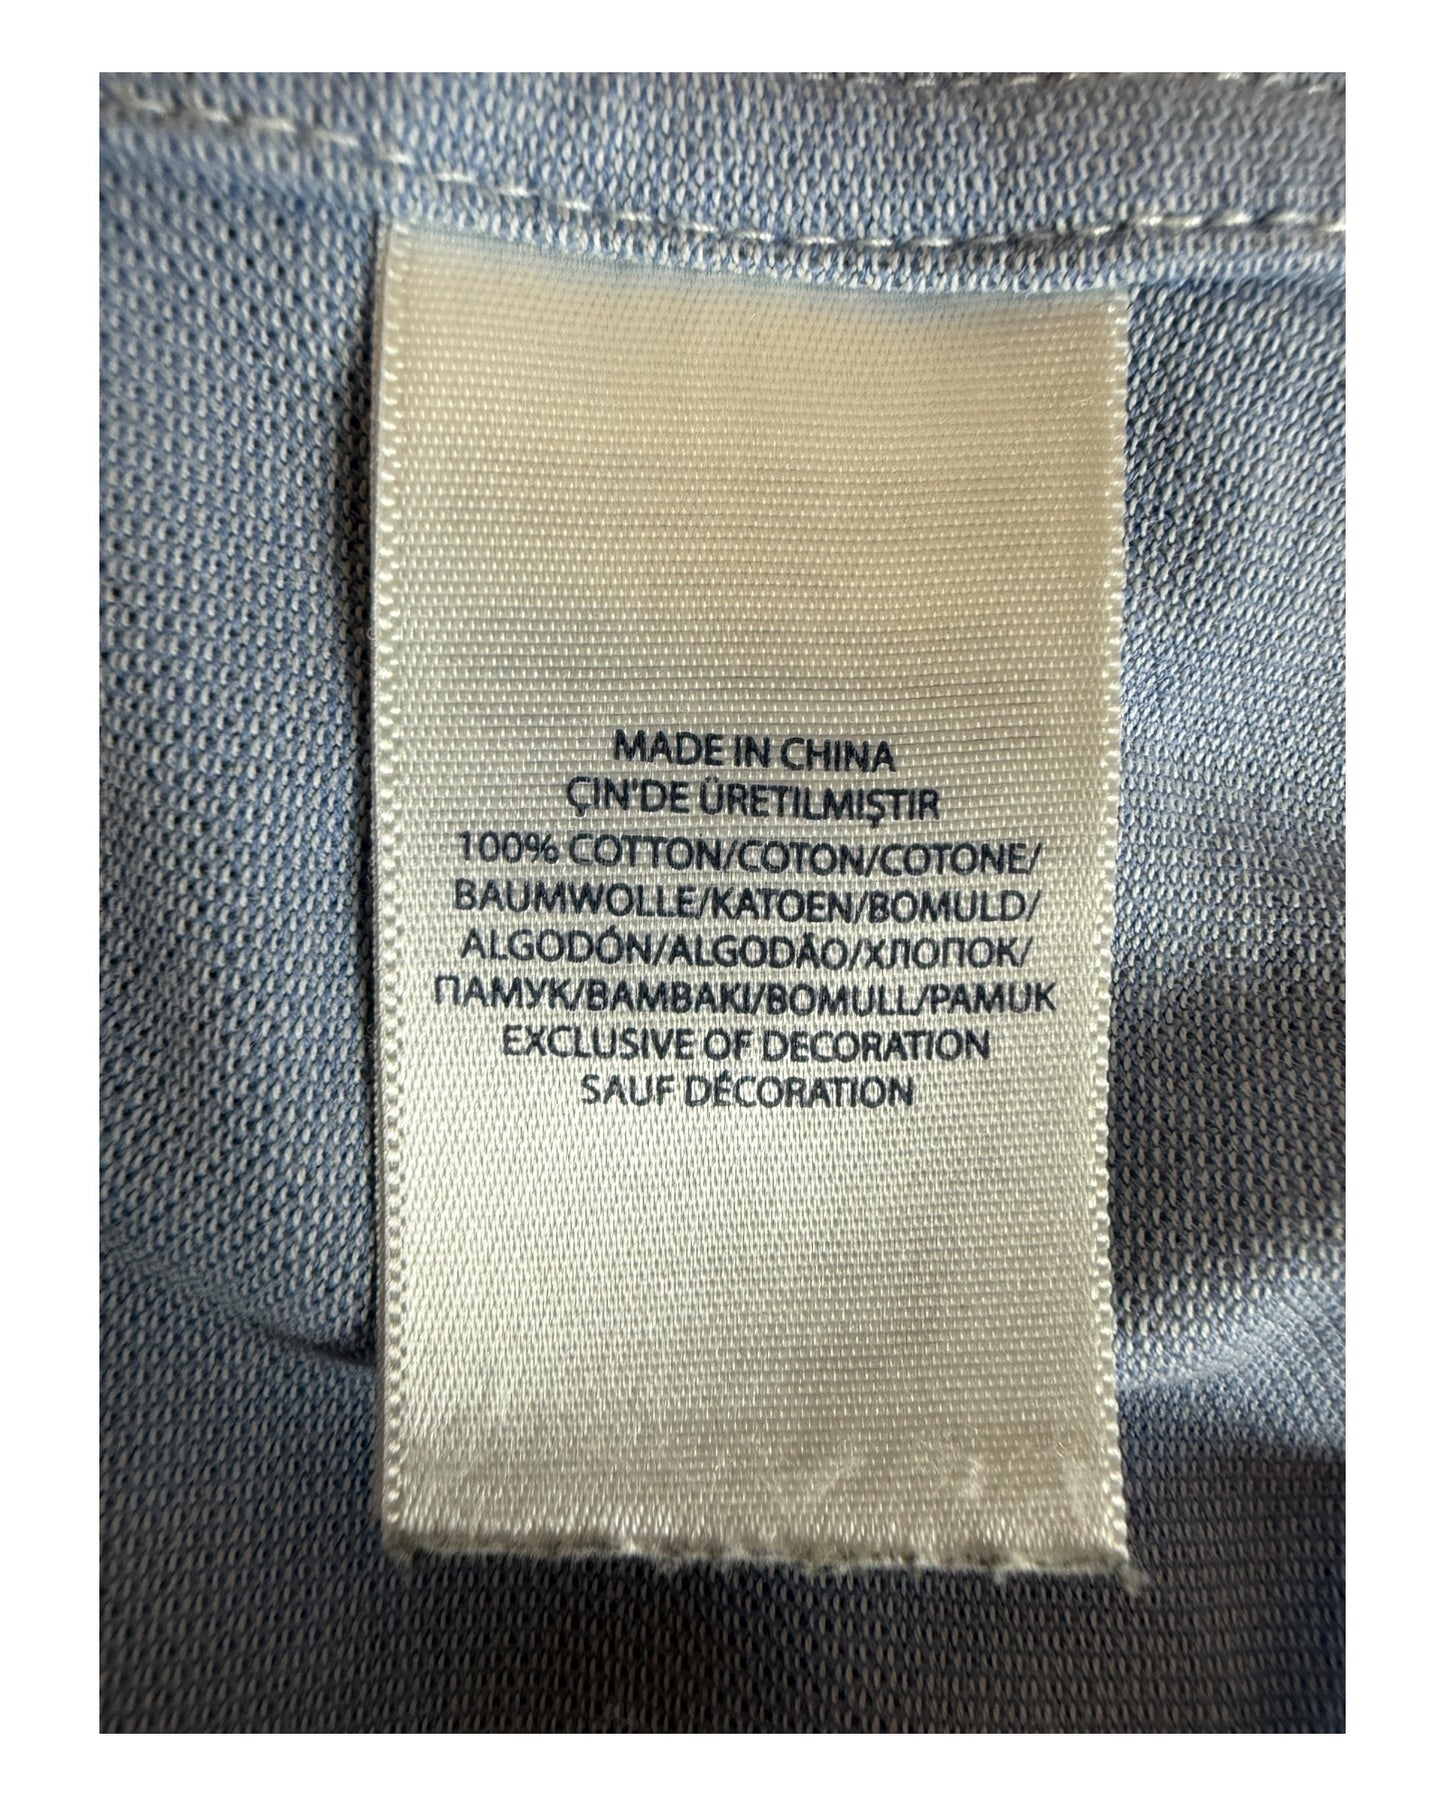 MADE IN CHINA
ÇIN'DE ÜRETILMIŞTIR
100% COTTON/COTON/COTONE/
BAUMWOLLE/KATOEN/BOMULD/
ALGODÓN/ALGODÃO/ХЛОПОК/
ПАМУК/BAMBAKI/BOMULL/PAMUK
EXCLUSIVE OF DECORATION
SAUF DÉCORATION